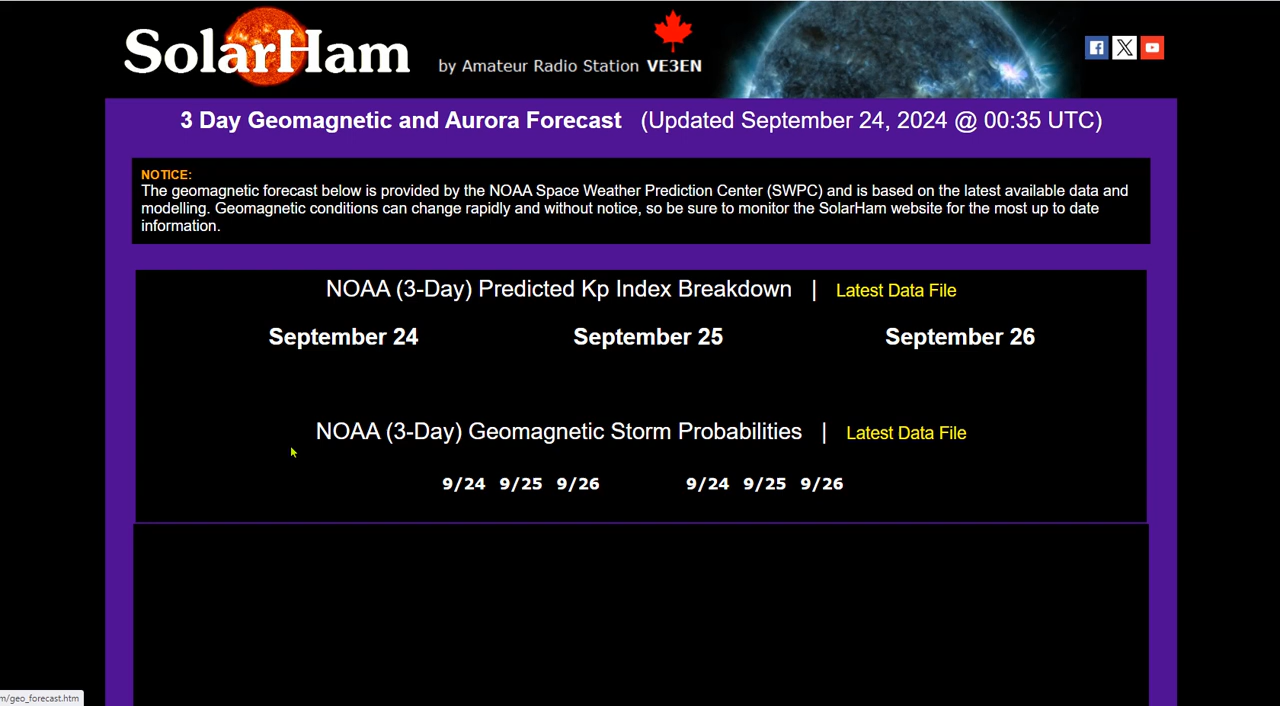 SolarHam
by Amateur Radio Station VE3EN
3 Day Geomagnetic and Aurora Forecast (Updated September 24, 2024 @ 00:35 UTC)
NOTICE:
The geomagnetic forecast below is provided by the NOAA Space Weather Prediction Center (SWPC) and is based on the latest available data and
modelling. Geomagnetic conditions can change rapidly and without notice, so be sure to monitor the SolarHam website for the most up to date
information.
NOAA (3-Day) Predicted Kp Index Breakdown | Latest Data File
September 24 September 25 September 26
NOAA (3-Day) Geomagnetic Storm Probabilities | Latest Data File
9/24 9/25 9/26 9/24 9/25 9/26
m/geo_forecast.htm